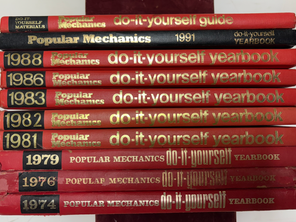 DO-IT-YOURSELF MATERIALS Popular Mechanics do-it-yourself guide
Popular Mechanics 1991 do-it-yourself YEARBOOK
1988 Popular Mechanics do-it-yourself yearbook
1986 Popular Mechanics do-it-yourself yearbook
1983 Popular Mechanics do-it-yourself yearbook
1982 Popular Mechanics do-it-yourself yearbook
1981 Popular Mechanics do-it-yourself yearbook
1979 POPULAR MECHANICS do-it-yourself YEARBOOK
1976 POPULAR MECHANICS do-it-yourself YEARBOOK
1974 POPULAR MECHANICS do-it-yourself YEARBOOK